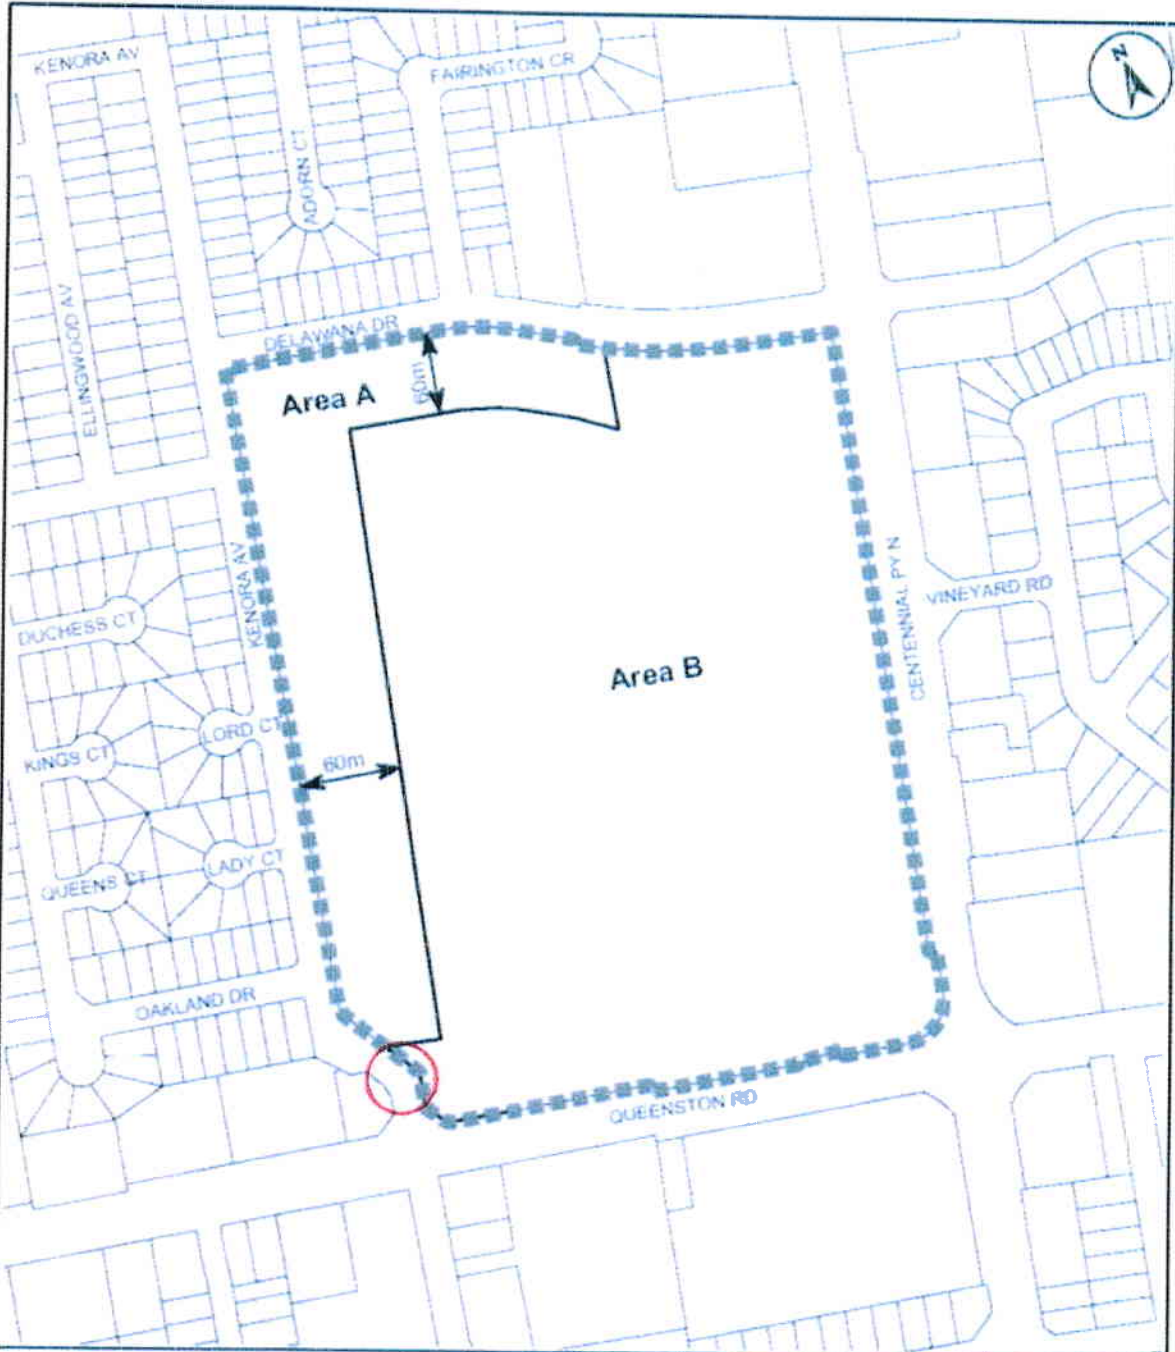 KENORA AV
FAIRINGTON CR
N
ADORN CT
ELLINGWOOD AV
DELAWANA DR
Area A
60m
KENORA AV
CENTENNIAL PY N
VINEYARD RD
DUCHESS CT
Area B
LORD CT
KINGS CT
60m
LADY CT
QUEENS CT
OAKLAND DR
QUEENSTON RD